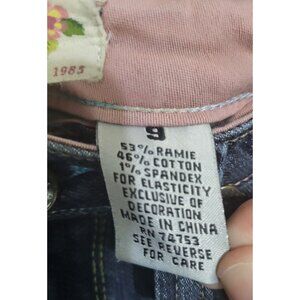 1985
9
53% RAMIE
46% COTTON
1% SPANDEX
FOR ELASTICITY
EXCLUSIVE OF
DECORATION
MADE IN CHINA
RN 74753
SEE REVERSE
FOR CARE